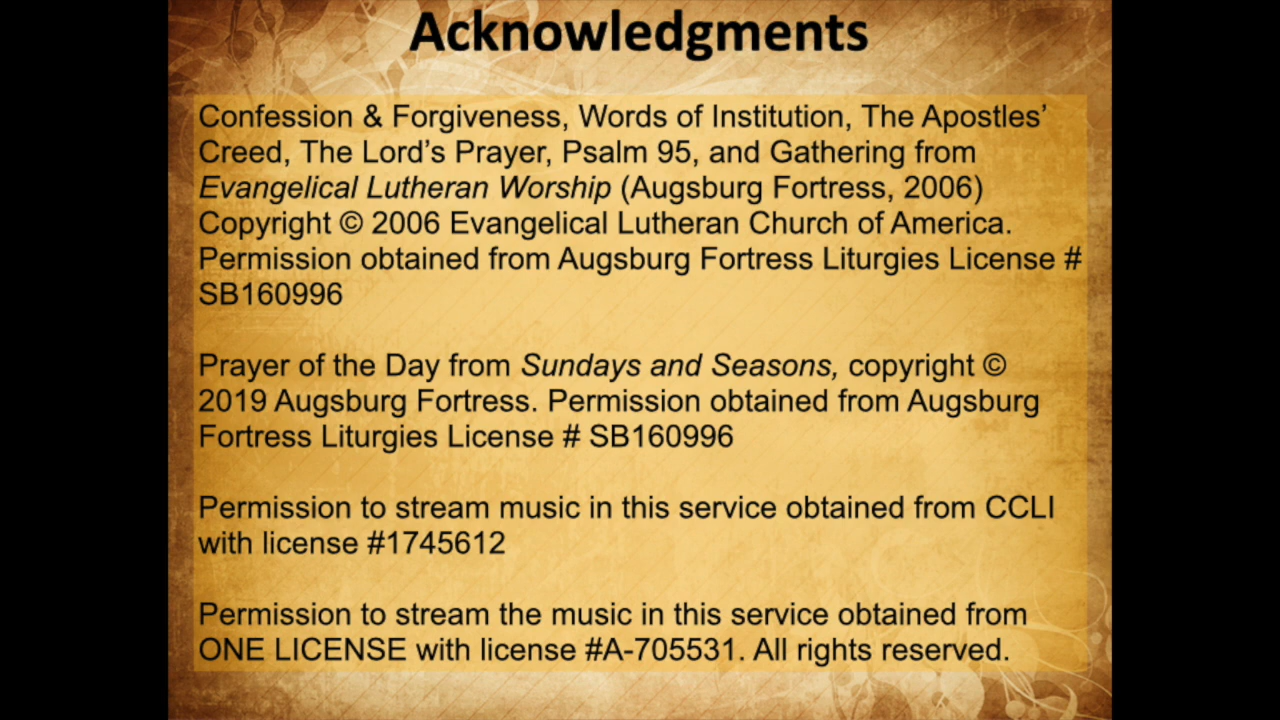 Acknowledgments
Confession & Forgiveness, Words of Institution, The Apostles’
Creed, The Lord’s Prayer, Psalm 95, and Gathering from
Evangelical Lutheran Worship (Augsburg Fortress, 2006)
Copyright © 2006 Evangelical Lutheran Church of America.
Permission obtained from Augsburg Fortress Liturgies License #
SB160996
Prayer of the Day from Sundays and Seasons, copyright ©
2019 Augsburg Fortress. Permission obtained from Augsburg
Fortress Liturgies License # SB160996
Permission to stream music in this service obtained from CCLI
with license #1745612
Permission to stream the music in this service obtained from
ONE LICENSE with license #A-705531. All rights reserved.